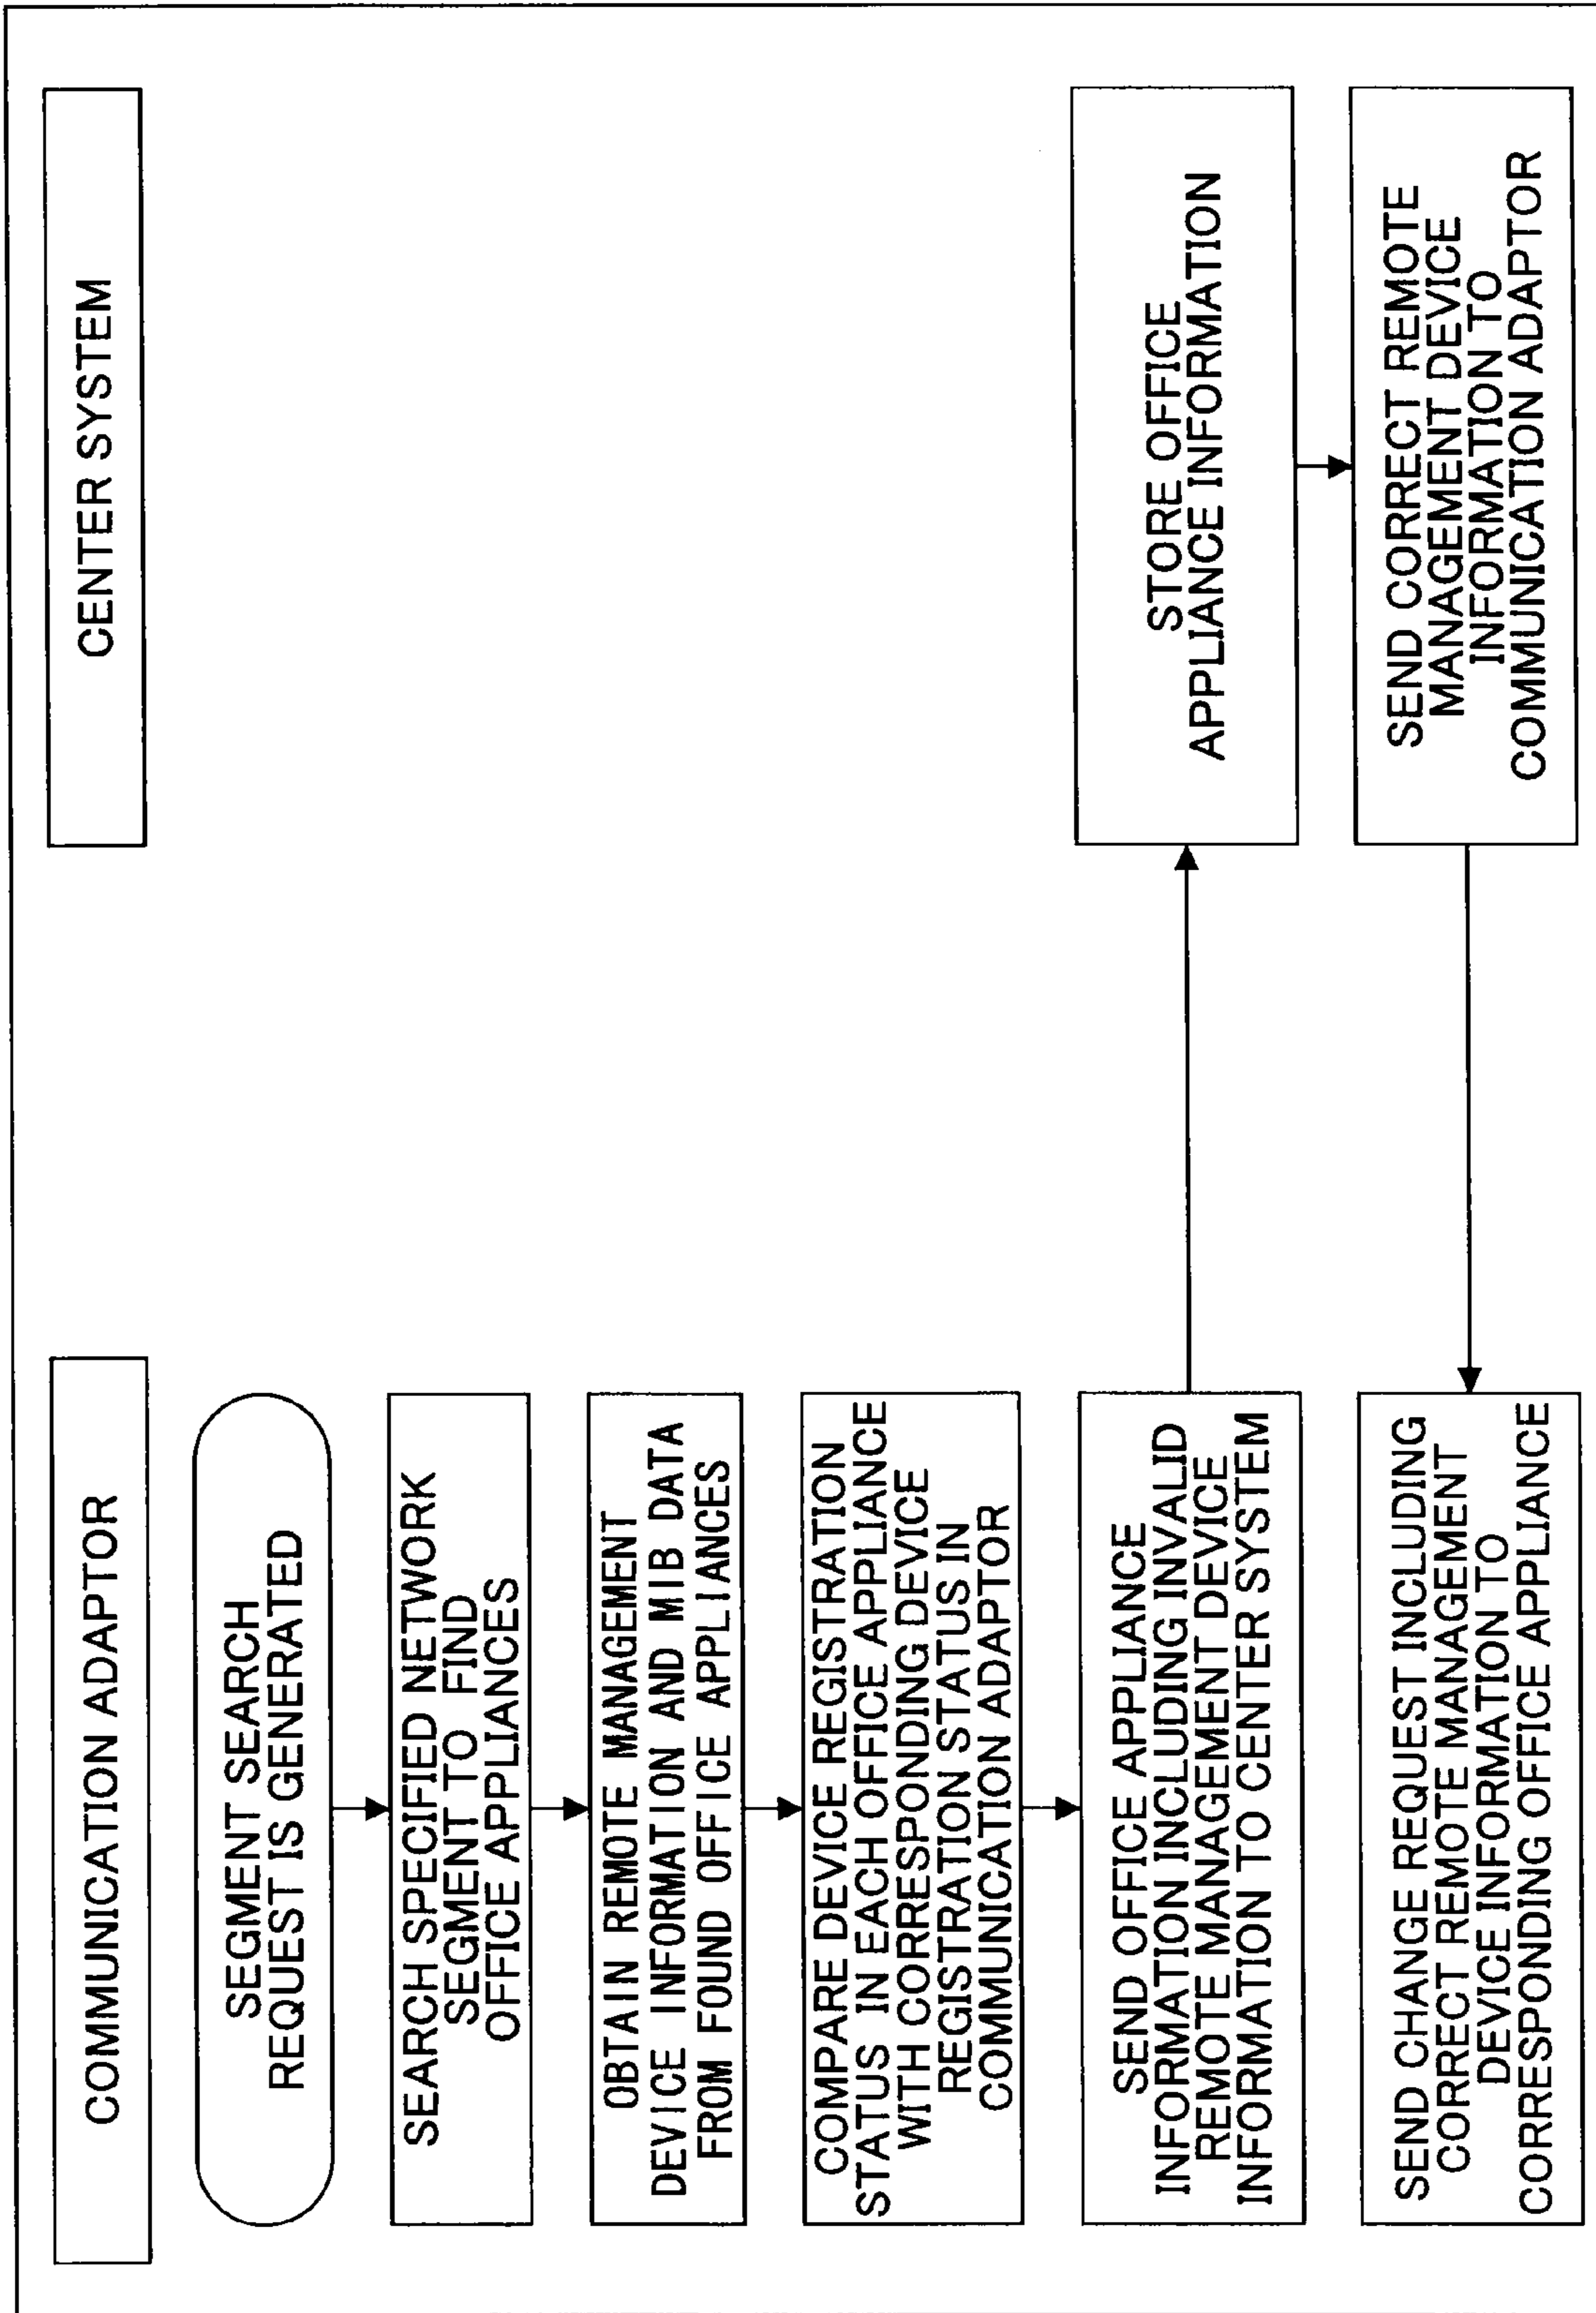 COMMUNICATION ADAPTOR
CENTER SYSTEM
SEGMENT SEARCH
REQUEST IS GENERATED
SEARCH SPECIFIED NETWORK
SEGMENT TO FIND
OFFICE APPLIANCES
OBTAIN REMOTE MANAGEMENT
DEVICE INFORMATION AND MIB DATA
FROM FOUND OFFICE APPLIANCES
COMPARE DEVICE REGISTRATION
STATUS IN EACH OFFICE APPLIANCE
WITH CORRESPONDING DEVICE
REGISTRATION STATUS IN
COMMUNICATION ADAPTOR
SEND OFFICE APPLIANCE
INFORMATION INCLUDING INVALID
REMOTE MANAGEMENT DEVICE
INFORMATION TO CENTER SYSTEM
STORE OFFICE
APPLIANCE INFORMATION
SEND CORRECT REMOTE
MANAGEMENT DEVICE
INFORMATION TO
COMMUNICATION ADAPTOR
SEND CHANGE REQUEST INCLUDING
CORRECT REMOTE MANAGEMENT
DEVICE INFORMATION TO
CORRESPONDING OFFICE APPLIANCE